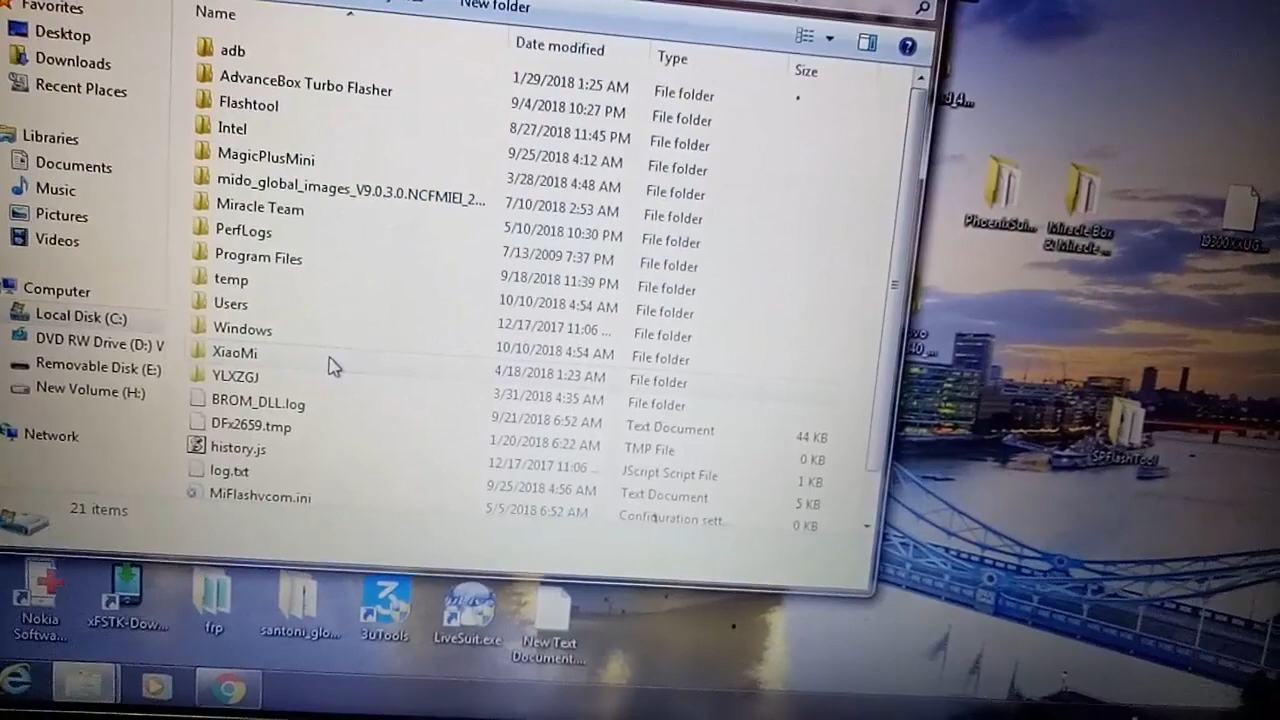 Favorites
Desktop
Downloads
Recent Places
Libraries
Documents
Music
Pictures
Videos
Computer
Local Disk (C:)
DVD RW Drive (D:) V
Removable Disk (E:)
New Volume (H:)
Network
New folder
Name Date modified Type Size
adb 1/29/2018 1:25 AM File folder
AdvanceBox Turbo Flasher 9/4/2018 10:27 PM File folder
Flashtool 8/27/2018 11:45 PM File folder
Intel 9/25/2018 4:12 AM File folder
MagicPlusMini 3/28/2018 4:48 AM File folder
mido_global_images_V9.0.3.0.NCFMIEI_2... 7/10/2018 2:53 AM File folder
Miracle Team 5/10/2018 10:30 PM File folder
PerfLogs 7/13/2009 7:37 PM File folder
Program Files 9/18/2018 11:39 PM File folder
temp 10/10/2018 4:54 AM File folder
Users 12/17/2017 11:06 ... File folder
Windows 10/10/2018 4:54 AM File folder
XiaoMi 4/18/2018 1:23 AM File folder
YLXZGJ 3/31/2018 4:35 AM File folder
BROM_DLL.log 9/21/2018 6:52 AM Text Document 44 KB
DFx2659.tmp 1/20/2018 6:22 AM TMP File 0 KB
history.js 12/17/2017 11:06 ... JScript Script File 1 KB
log.txt 9/25/2018 4:56 AM Text Document 5 KB
MiFlashvcom.ini 5/5/2018 6:52 AM Configuration sett... 0 KB
21 items
PhoenixSui...
Miracle Box
& Miracle ...
SPFlashTool
Nokia
Softwa...
xFSTK-Dow...
frp
santoni_glo...
3uTools
LiveSuit.exe
New Text
Document....